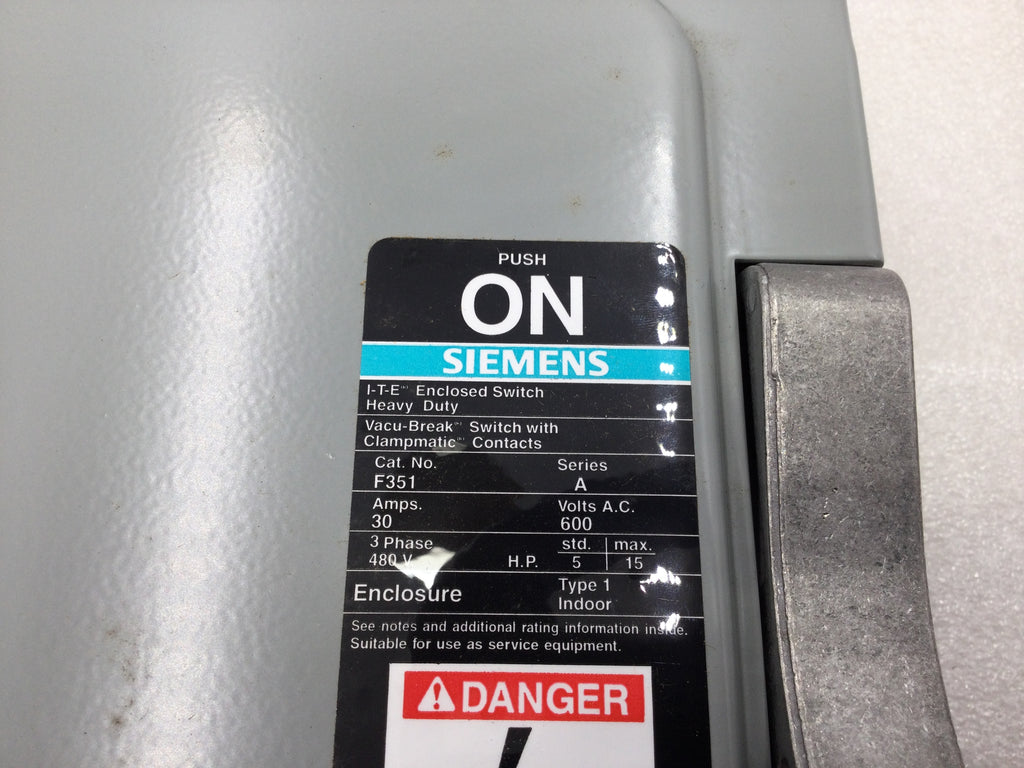 PUSH
ON
SIEMENS
I-T-E™ Enclosed Switch
Heavy Duty
Vacu-Break™ Switch with
Clampmatic™ Contacts
Cat. No. Series
F351 A
Amps. Volts A.C.
30 600
3 Phase std. max.
480 V H.P. 5 15
Enclosure Type 1
Indoor
See notes and additional rating information inside.
Suitable for use as service equipment.
DANGER